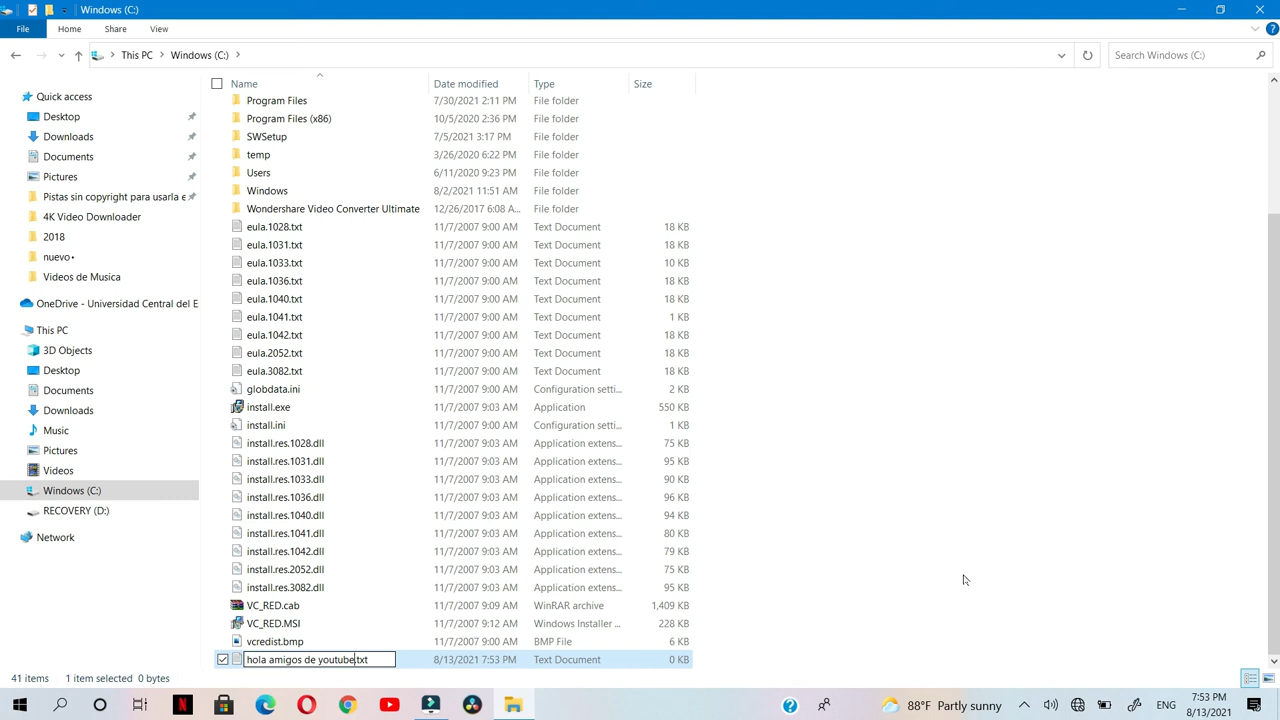 Windows (C:)
File Home Share View
This PC Windows (C:) Search Windows (C:)
Name Date modified Type Size
Quick access
Desktop
Downloads
Documents
Pictures
Pistas sin copyright para usarla e
4K Video Downloader
2018
nuevo
Videos de Musica
OneDrive - Universidad Central del E
This PC
3D Objects
Desktop
Documents
Downloads
Music
Pictures
Videos
Windows (C:)
RECOVERY (D:)
Network
Program Files 7/30/2021 2:11 PM File folder
Program Files (x86) 10/5/2020 2:36 PM File folder
SWSetup 7/5/2021 3:17 PM File folder
temp 3/26/2020 6:22 PM File folder
Users 6/11/2020 9:23 PM File folder
Windows 8/2/2021 11:51 AM File folder
Wondershare Video Converter Ultimate 12/26/2017 6:08 A... File folder
eula.1028.txt 11/7/2007 9:00 AM Text Document 18 KB
eula.1031.txt 11/7/2007 9:00 AM Text Document 18 KB
eula.1033.txt 11/7/2007 9:00 AM Text Document 10 KB
eula.1036.txt 11/7/2007 9:00 AM Text Document 18 KB
eula.1040.txt 11/7/2007 9:00 AM Text Document 18 KB
eula.1041.txt 11/7/2007 9:00 AM Text Document 1 KB
eula.1042.txt 11/7/2007 9:00 AM Text Document 18 KB
eula.2052.txt 11/7/2007 9:00 AM Text Document 18 KB
eula.3082.txt 11/7/2007 9:00 AM Text Document 18 KB
globdata.ini 11/7/2007 9:00 AM Configuration setti... 2 KB
install.exe 11/7/2007 9:03 AM Application 550 KB
install.ini 11/7/2007 9:00 AM Configuration setti... 1 KB
install.res.1028.dll 11/7/2007 9:03 AM Application extens... 75 KB
install.res.1031.dll 11/7/2007 9:03 AM Application extens... 95 KB
install.res.1033.dll 11/7/2007 9:03 AM Application extens... 90 KB
install.res.1036.dll 11/7/2007 9:03 AM Application extens... 96 KB
install.res.1040.dll 11/7/2007 9:03 AM Application extens... 94 KB
install.res.1041.dll 11/7/2007 9:03 AM Application extens... 80 KB
install.res.1042.dll 11/7/2007 9:03 AM Application extens... 79 KB
install.res.2052.dll 11/7/2007 9:03 AM Application extens... 75 KB
install.res.3082.dll 11/7/2007 9:03 AM Application extens... 95 KB
VC_RED.cab 11/7/2007 9:09 AM WinRAR archive 1,409 KB
VC_RED.MSI 11/7/2007 9:12 AM Windows Installer ... 228 KB
vcredist.bmp 11/7/2007 9:00 AM BMP File 6 KB
hola amigos de youtube.txt 8/13/2021 7:53 PM Text Document 0 KB
41 items 1 item selected 0 bytes
88°F Partly sunny ENG 7:53 PM
8/13/2021